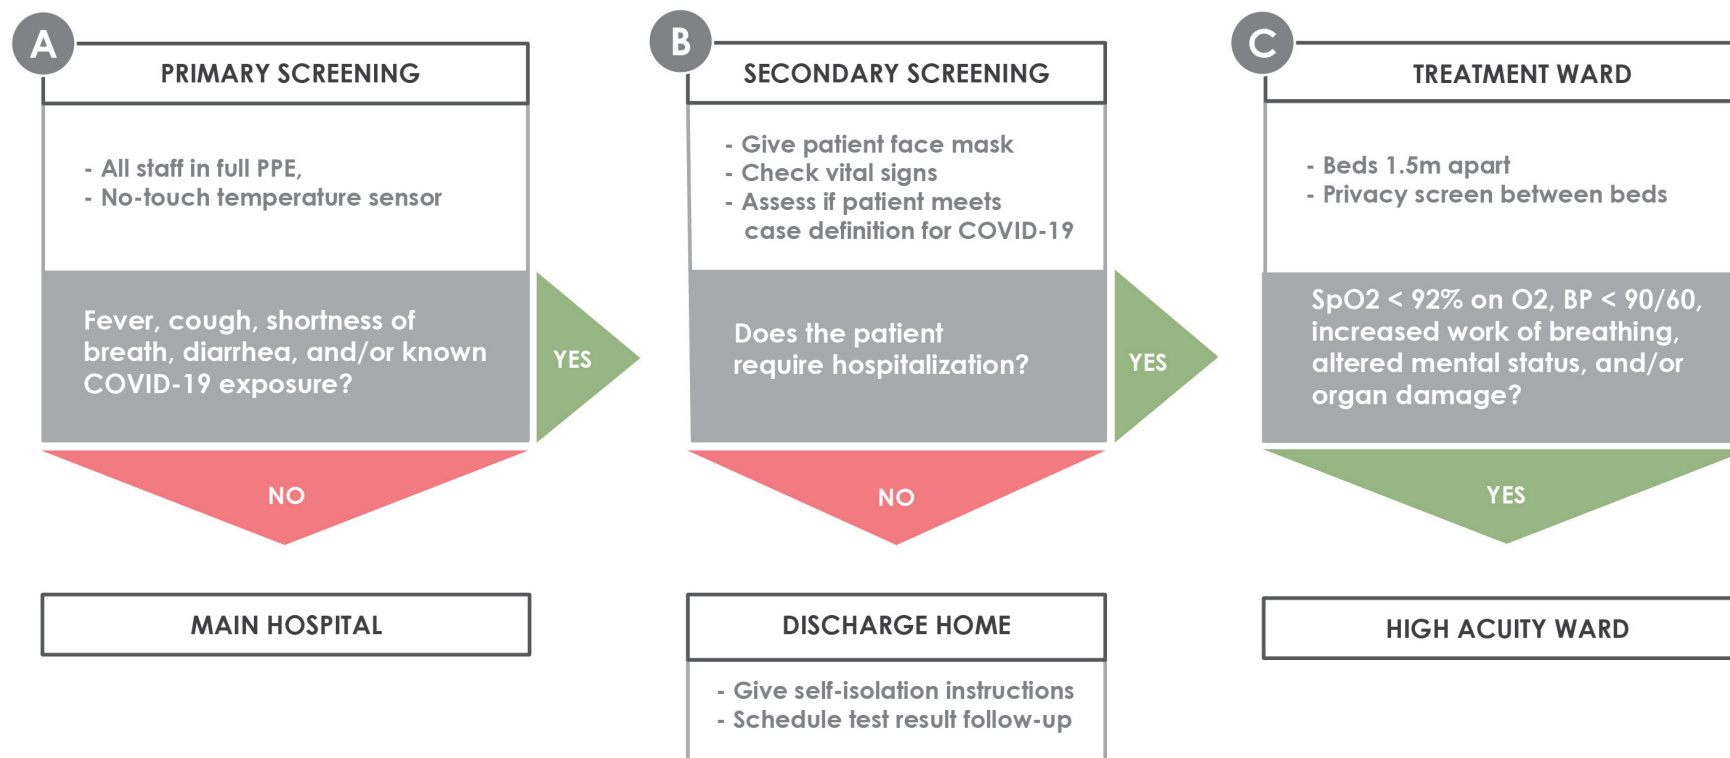 A
PRIMARY SCREENING
- All staff in full PPE,
- No-touch temperature sensor
Fever, cough, shortness of
breath, diarrhea, and/or known
COVID-19 exposure?
YES
NO
MAIN HOSPITAL
B
SECONDARY SCREENING
- Give patient face mask
- Check vital signs
- Assess if patient meets
case definition for COVID-19
Does the patient
require hospitalization?
YES
NO
DISCHARGE HOME
- Give self-isolation instructions
- Schedule test result follow-up
C
TREATMENT WARD
- Beds 1.5m apart
- Privacy screen between beds
SpO2 < 92% on O2, BP < 90/60,
increased work of breathing,
altered mental status, and/or
organ damage?
YES
HIGH ACUITY WARD